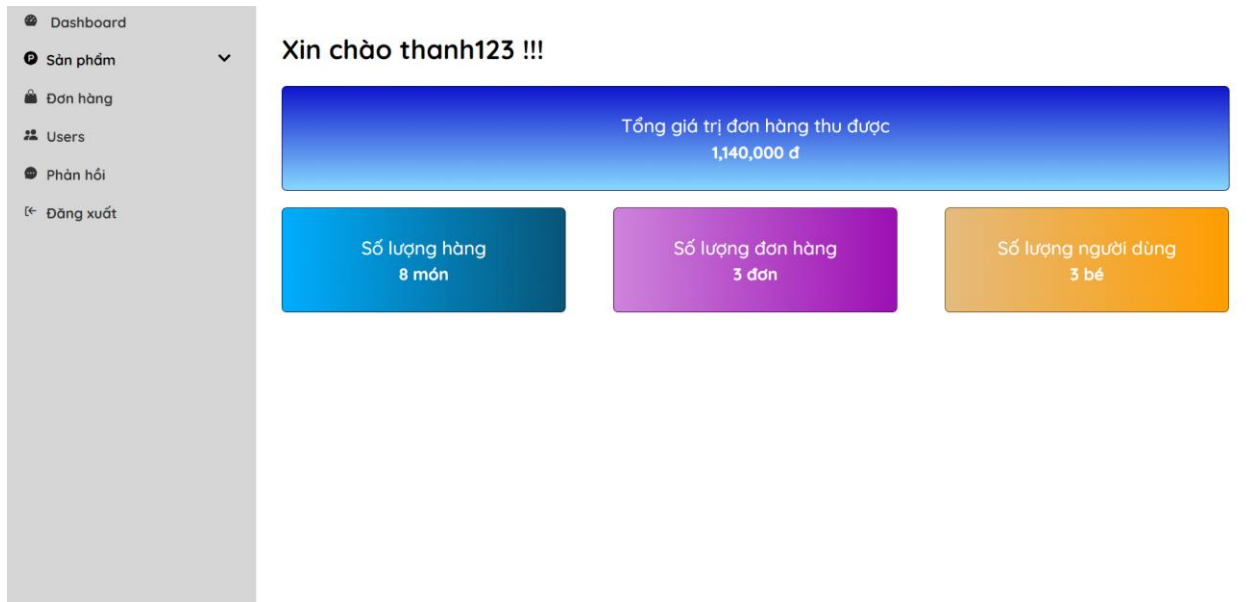 Dashboard
Sản phẩm
Đơn hàng
Users
Phản hồi
Đăng xuất
Xin chào thanh123 !!!
Tổng giá trị đơn hàng thu được
1,140,000 đ
Số lượng hàng
8 món
Số lượng đơn hàng
3 đơn
Số lượng người dùng
3 bé